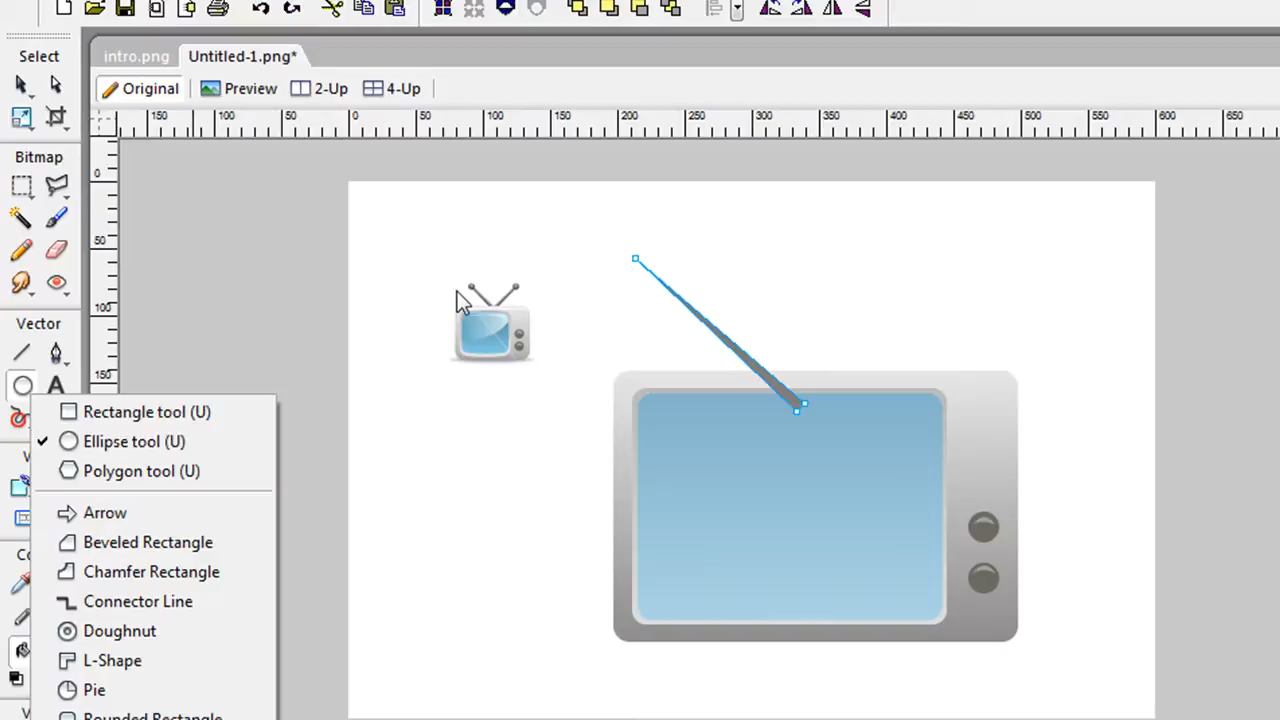 Select
intro.png Untitled-1.png*
Original Preview 2-Up 4-Up
150 100 50 0 50 100 150 200 250 300 350 400 450 500 550 600 650
Bitmap
0
50
100
Vector
150
A
Rectangle tool (U)
Ellipse tool (U)
Polygon tool (U)
Arrow
Beveled Rectangle
Chamfer Rectangle
Connector Line
Doughnut
L-Shape
Pie
Rounded Rectangle